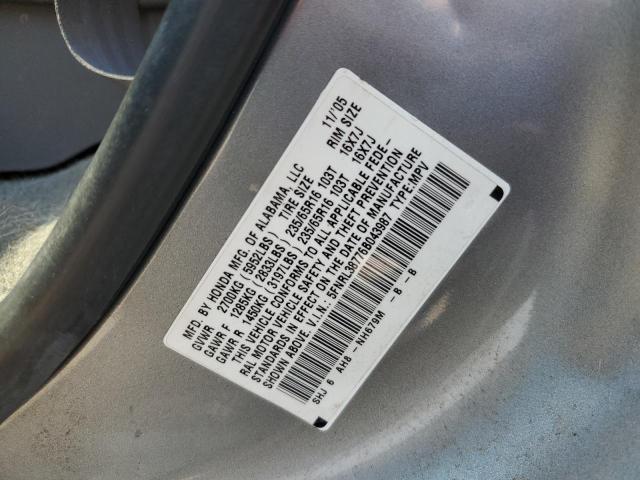 MFD. BY HONDA MFG. OF ALABAMA, LLC 11/'05
GVWR 2700KG (5952LBS) TIRE SIZE RIM SIZE
GAWR F 1285KG (2833LBS) 235/65R16 103T 16X7J
GAWR R 1450KG (3197LBS) 235/65R16 103T 16X7J
THIS VEHICLE CONFORMS TO ALL APPLICABLE FEDE-
RAL MOTOR VEHICLE SAFETY AND THEFT PREVENTION
STANDARDS IN EFFECT ON THE DATE OF MANUFACTURE
SHOWN ABOVE. V.I.N.: 5FNRL38776B043987 TYPE:MPV
SHJ 6 AH8 - NH679M - B - B